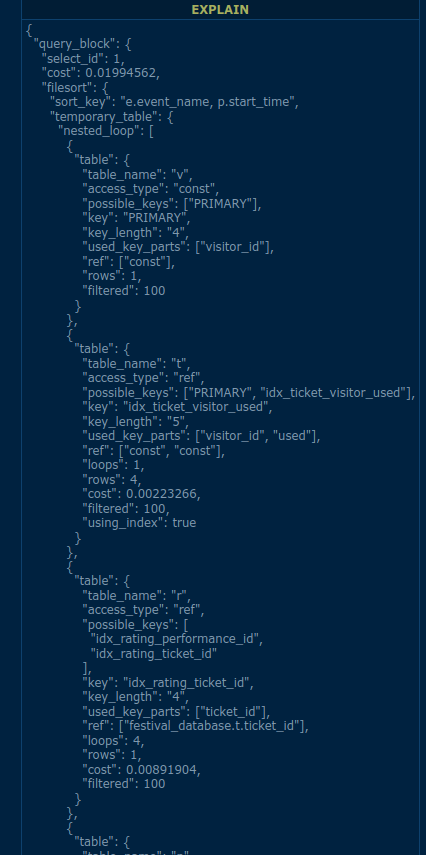 EXPLAIN
{
"query_block": {
"select_id": 1,
"cost": 0.01994562,
"filesort": {
"sort_key": "e.event_name, p.start_time",
"temporary_table": {
"nested_loop": [
{
"table": {
"table_name": "v",
"access_type": "const",
"possible_keys": ["PRIMARY"],
"key": "PRIMARY",
"key_length": "4",
"used_key_parts": ["visitor_id"],
"ref": ["const"],
"rows": 1,
"filtered": 100
}
},
{
"table": {
"table_name": "t",
"access_type": "ref",
"possible_keys": ["PRIMARY", "idx_ticket_visitor_used"],
"key": "idx_ticket_visitor_used",
"key_length": "5",
"used_key_parts": ["visitor_id", "used"],
"ref": ["const", "const"],
"loops": 1,
"rows": 4,
"cost": 0.00223266,
"filtered": 100,
"using_index": true
}
},
{
"table": {
"table_name": "r",
"access_type": "ref",
"possible_keys": [
"idx_rating_performance_id",
"idx_rating_ticket_id"
],
"key": "idx_rating_ticket_id",
"key_length": "4",
"used_key_parts": ["ticket_id"],
"ref": ["festival_database.t.ticket_id"],
"loops": 4,
"rows": 1,
"cost": 0.00891904,
"filtered": 100
}
},
{
"table": {